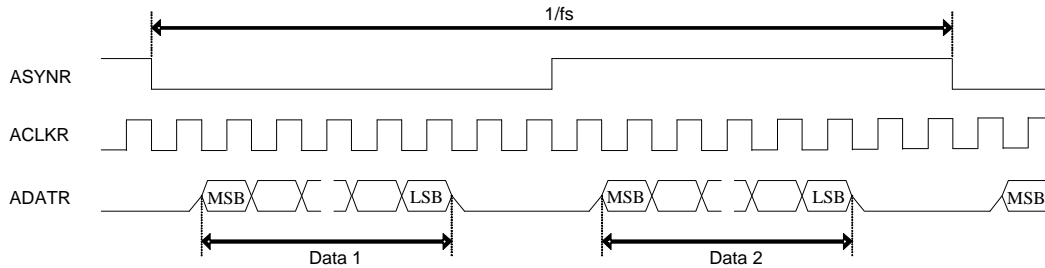 1/fs
ASYNR
ACLKR
ADATR MSB LSB MSB LSB MSB
Data 1 Data 2